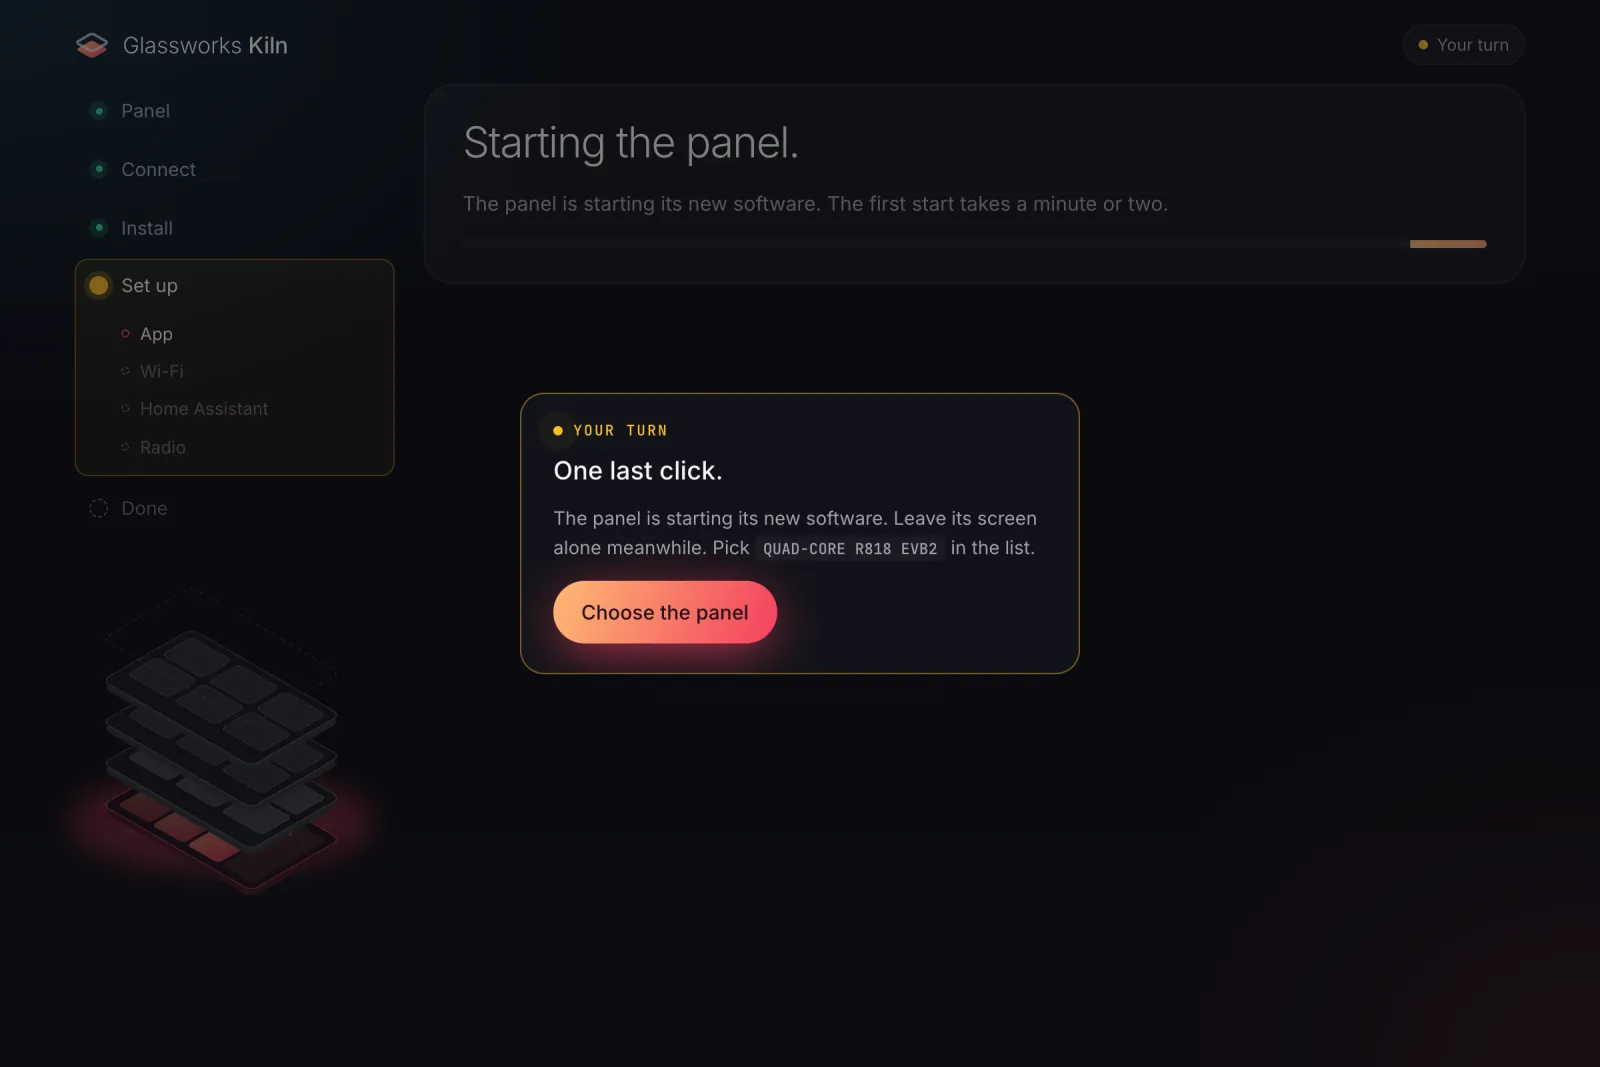 Glassworks Kiln
Your turn
Panel
Connect
Install
Set up
App
Wi-Fi
Home Assistant
Radio
Done
Starting the panel.
The panel is starting its new software. The first start takes a minute or two.
YOUR TURN
One last click.
The panel is starting its new software. Leave its screen
alone meanwhile. Pick QUAD-CORE R818 EVB2 in the list.
Choose the panel